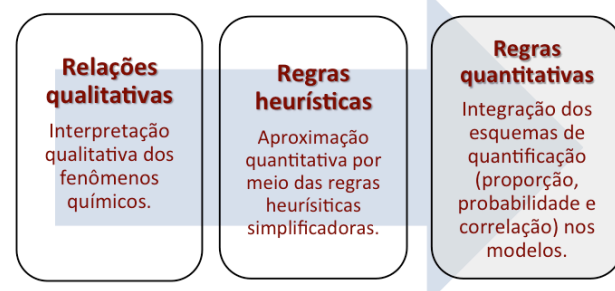 Relações
qualitativas
Interpretação
qualitativa dos
fenômenos
químicos.
Regras
heurísticas
Aproximação
quantitativa por
meio das regras
heurísiticas
simplificadoras.
Regras
quantitativas
Integração dos
esquemas de
quantificação
(proporção,
probabilidade e
correlação) nos
modelos.